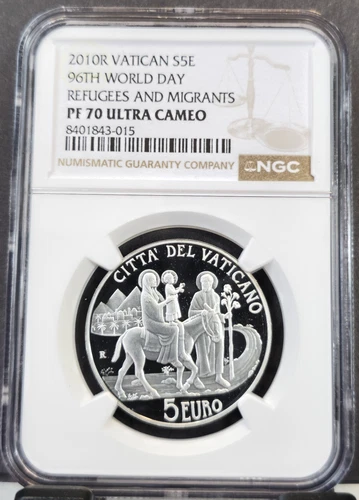 2010R VATICAN S5E
96TH WORLD DAY
REFUGEES AND MIGRANTS
PF 70 ULTRA CAMEO
8401843-015
NUMISMATIC GUARANTY COMPANY
NGC
CITTA' DEL VATICANO
R
5 EURO